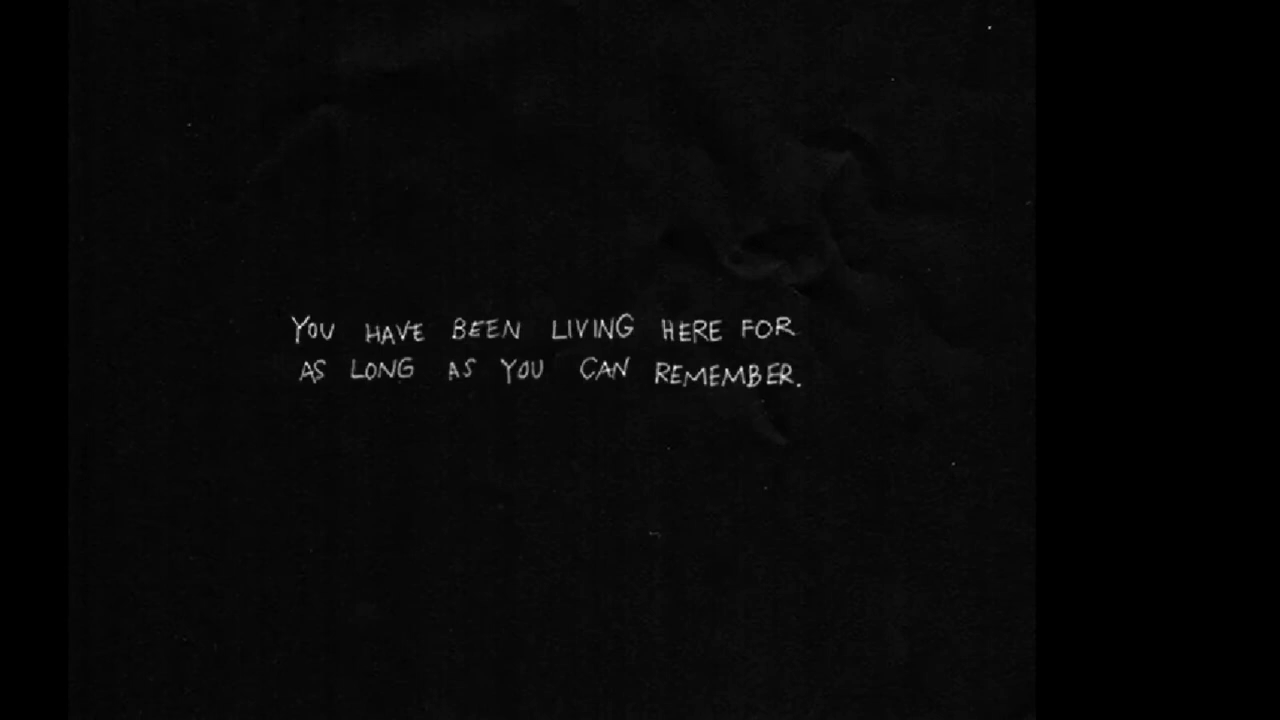 YOU HAVE BEEN LIVING HERE FOR
AS LONG AS YOU CAN REMEMBER.